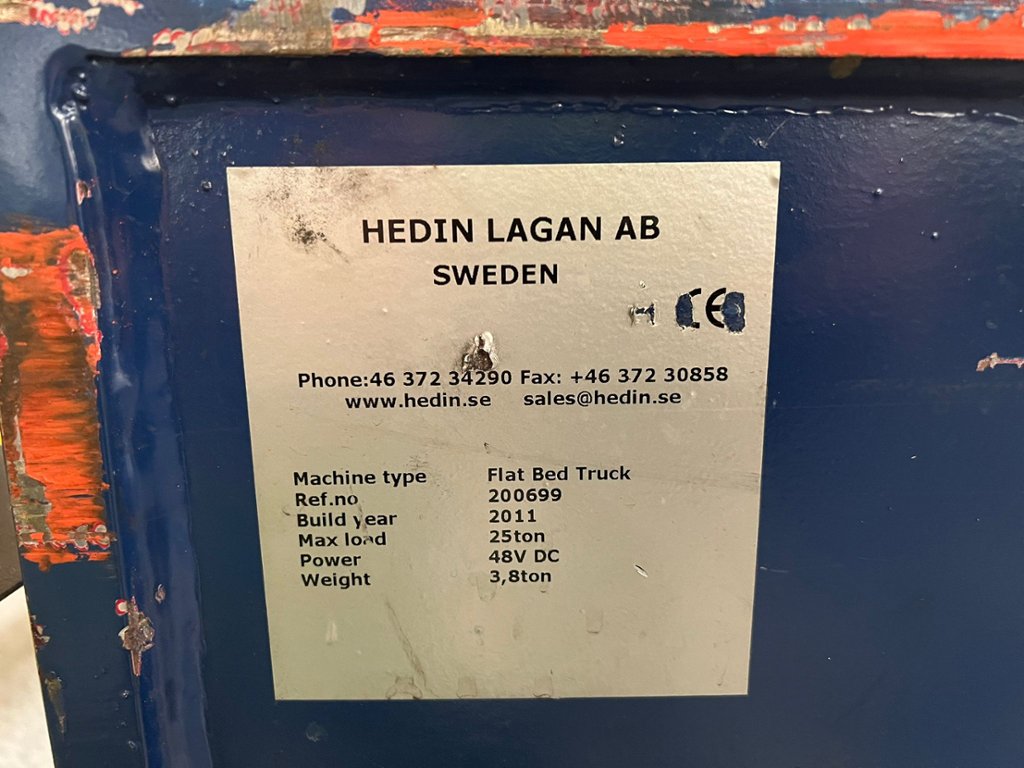 HEDIN LAGAN AB
SWEDEN
CE
Phone:46 372 34290 Fax: +46 372 30858
www.hedin.se sales@hedin.se
Machine type Flat Bed Truck
Ref.no 200699
Build year 2011
Max load 25ton
Power 48V DC
Weight 3,8ton